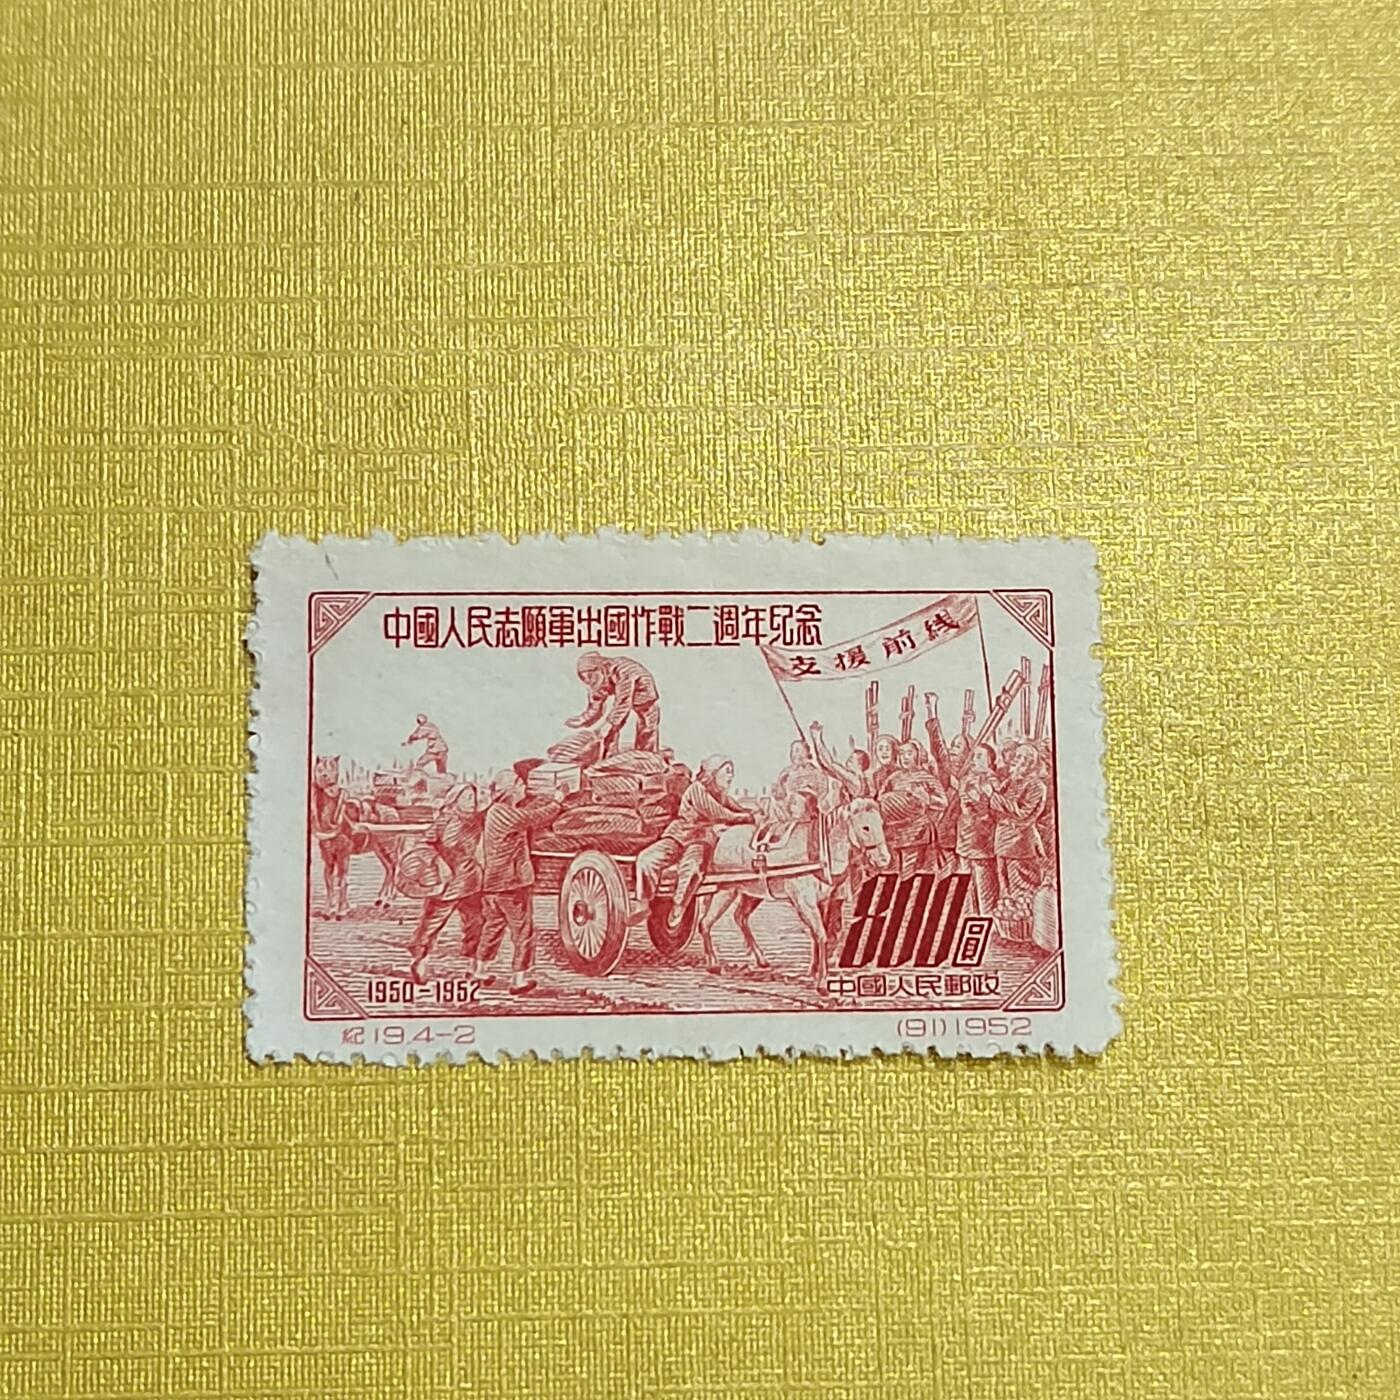 中國人民志願軍出國作戰二週年紀念
支援前綫
800圓
1950-1952
中國人民郵政
紀19.4-2
(91)1952